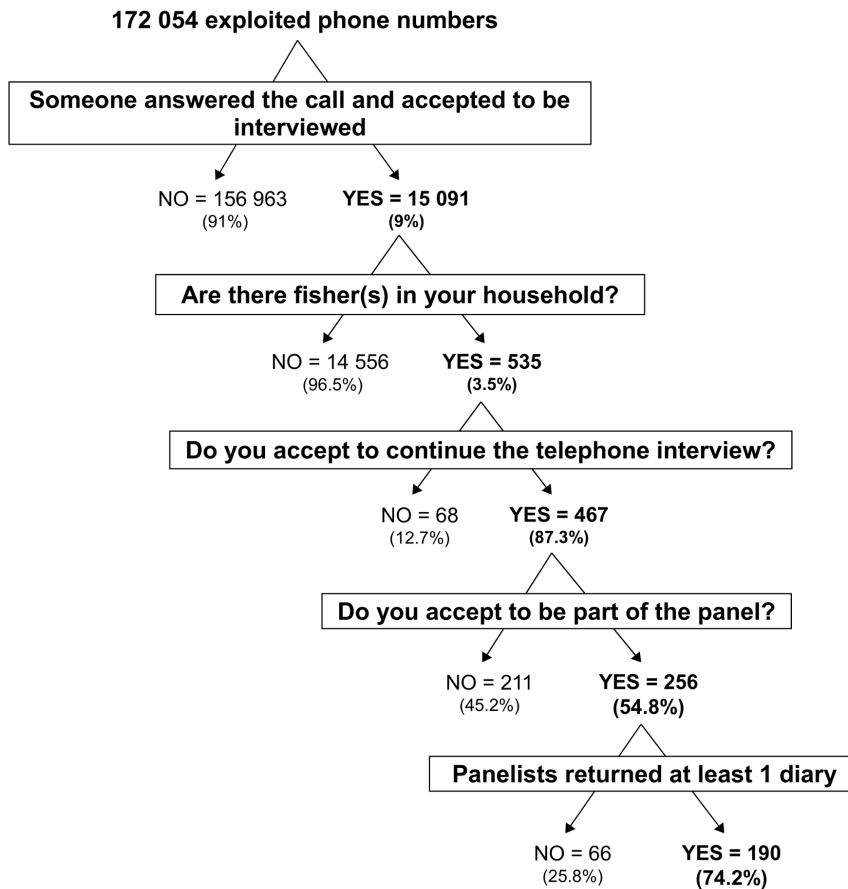 172 054 exploited phone numbers
Someone answered the call and accepted to be
interviewed
NO = 156 963 YES = 15 091
(91%) (9%)
Are there fisher(s) in your household?
NO = 14 556 YES = 535
(96.5%) (3.5%)
Do you accept to continue the telephone interview?
NO = 68 YES = 467
(12.7%) (87.3%)
Do you accept to be part of the panel?
NO = 211 YES = 256
(45.2%) (54.8%)
Panelists returned at least 1 diary
NO = 66 YES = 190
(25.8%) (74.2%)